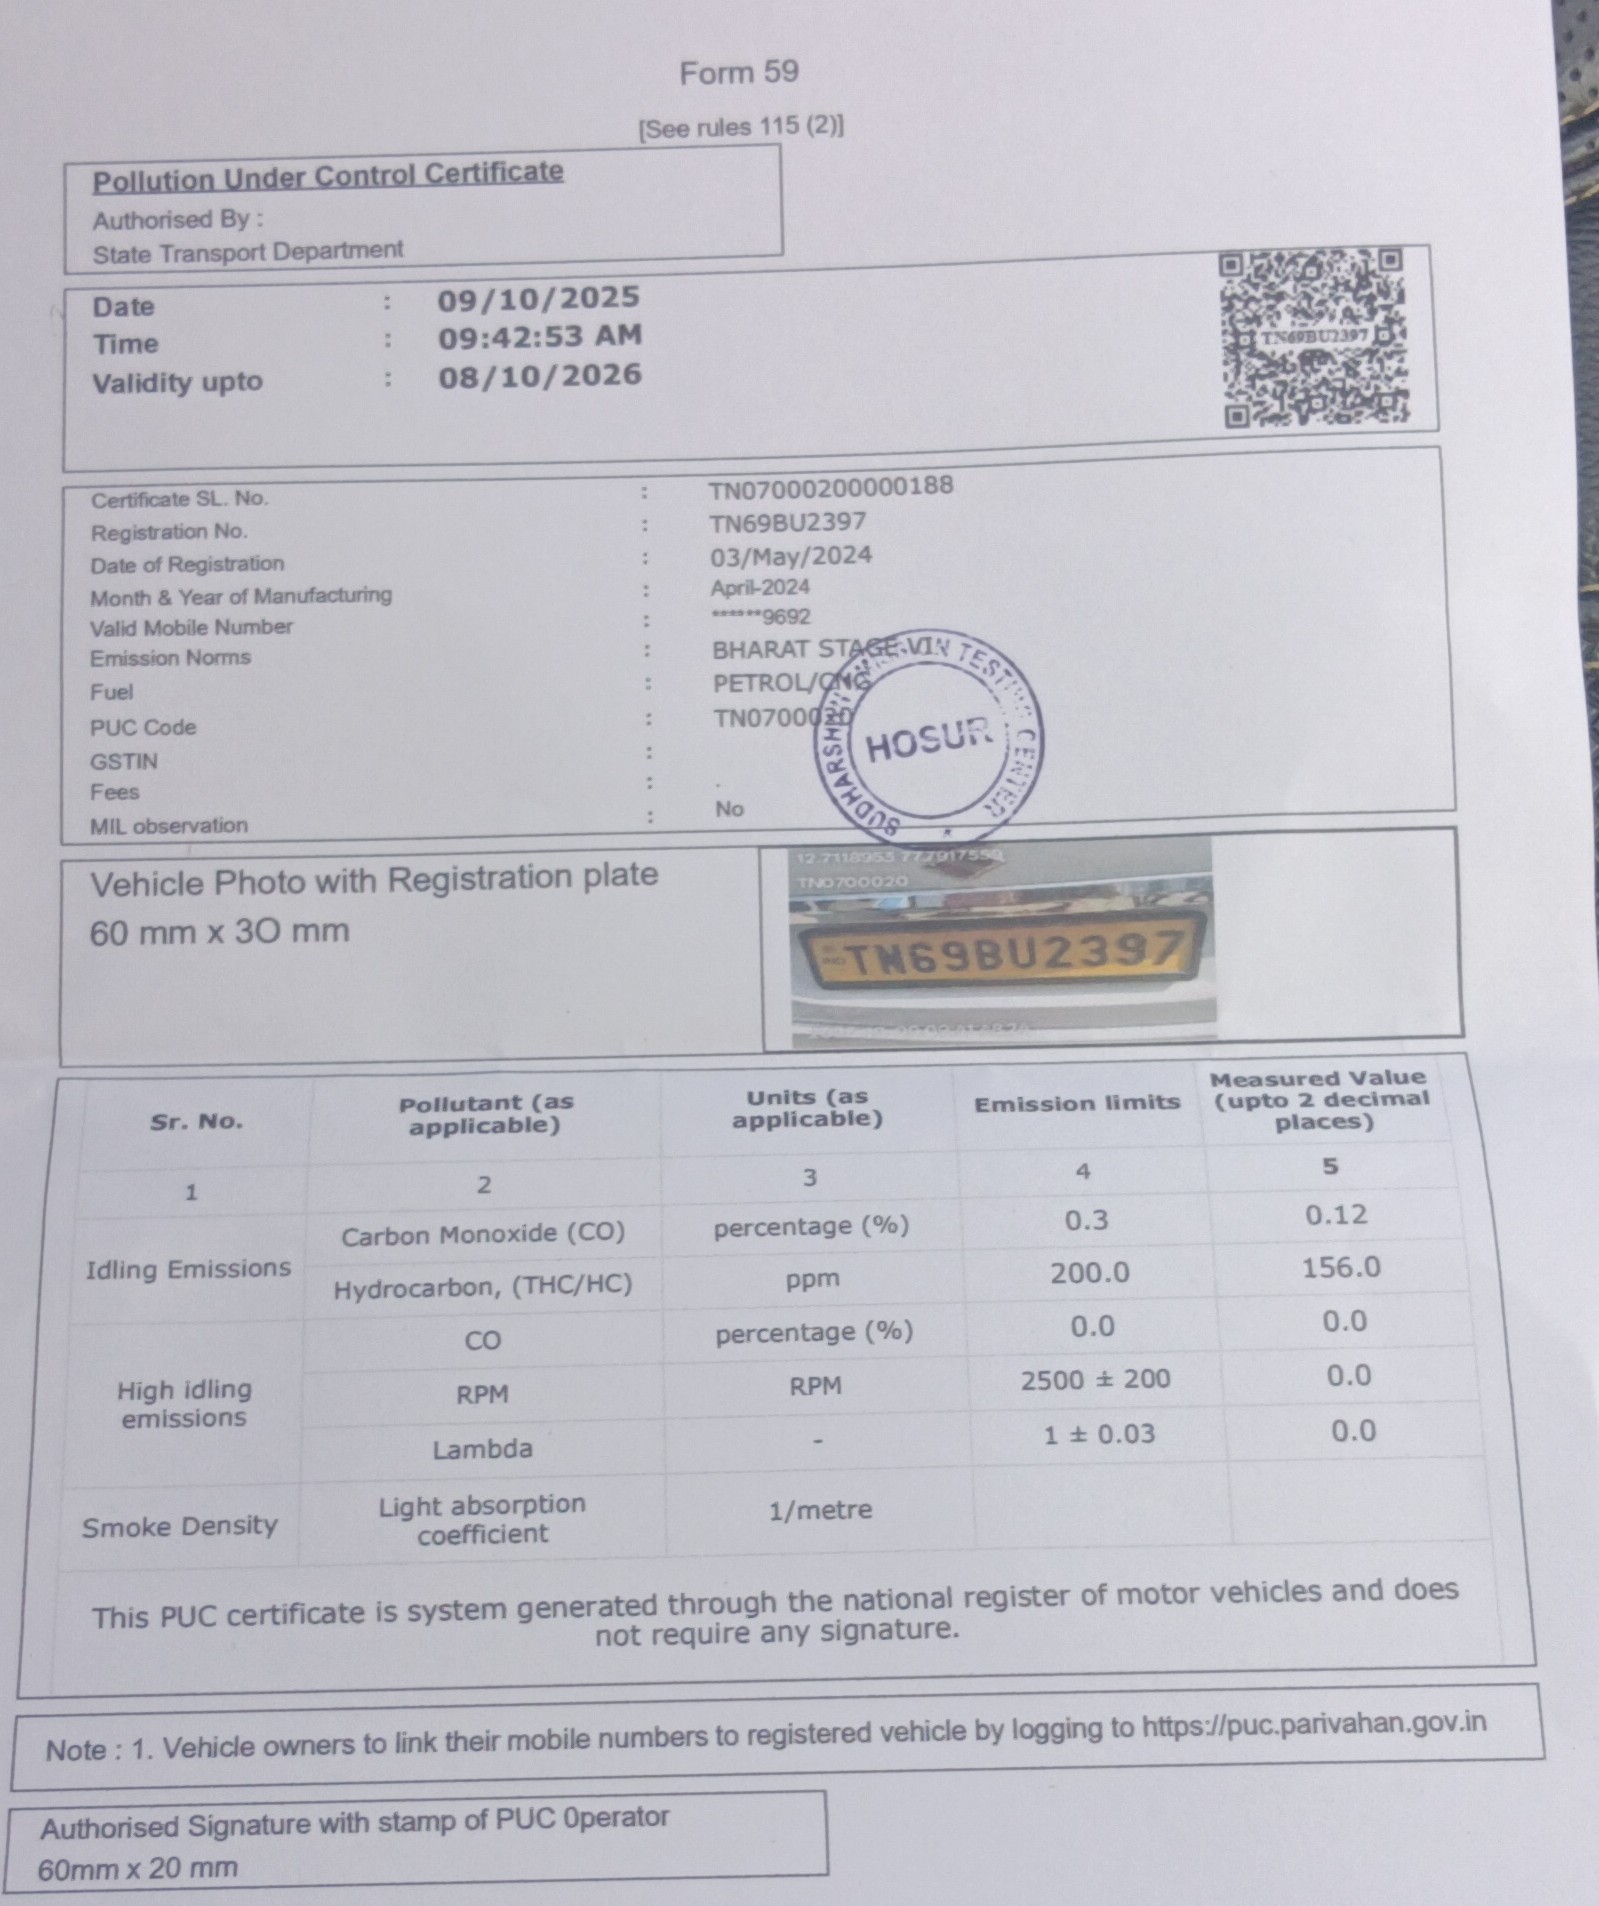 Form 59
[See rules 115 (2)]
Pollution Under Control Certificate
Authorised By :
State Transport Department
Date : 09/10/2025
Time : 09:42:53 AM
Validity upto : 08/10/2026
TN69BU2397
Certificate SL. No. : TN07000200000188
Registration No. : TN69BU2397
Date of Registration : 03/May/2024
Month & Year of Manufacturing : April-2024
Valid Mobile Number : ******9692
Emission Norms : BHARAT STAGE VI
Fuel : PETROL/CNG
PUC Code : TN0700020
GSTIN :
Fees : .
MIL observation : No
TESTING CENTER
HOSUR
Vehicle Photo with Registration plate
60 mm x 3O mm
TN0700020
TN69BU2397
Sr. No. Pollutant (as applicable) Units (as applicable) Emission limits Measured Value (upto 2 decimal places)
1 2 3 4 5
Idling Emissions Carbon Monoxide (CO) percentage (%) 0.3 0.12
Hydrocarbon, (THC/HC) ppm 200.0 156.0
High idling emissions CO percentage (%) 0.0 0.0
RPM RPM 2500 ± 200 0.0
Lambda - 1 ± 0.03 0.0
Smoke Density Light absorption coefficient 1/metre
This PUC certificate is system generated through the national register of motor vehicles and does
not require any signature.
Note : 1. Vehicle owners to link their mobile numbers to registered vehicle by logging to https://puc.parivahan.gov.in
Authorised Signature with stamp of PUC 0perator
60mm x 20 mm